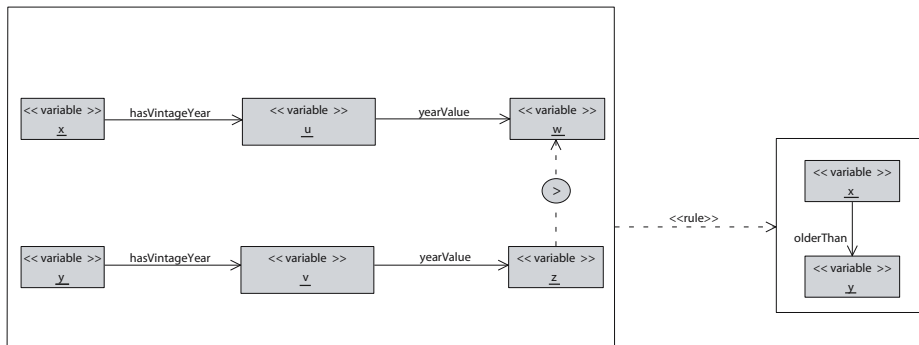 << variable >>
x
hasVintageYear
<< variable >>
u
yearValue
<< variable >>
w
>
<< variable >>
y
hasVintageYear
<< variable >>
v
yearValue
<< variable >>
z
<<rule>>
<< variable >>
x
olderThan
<< variable >>
y